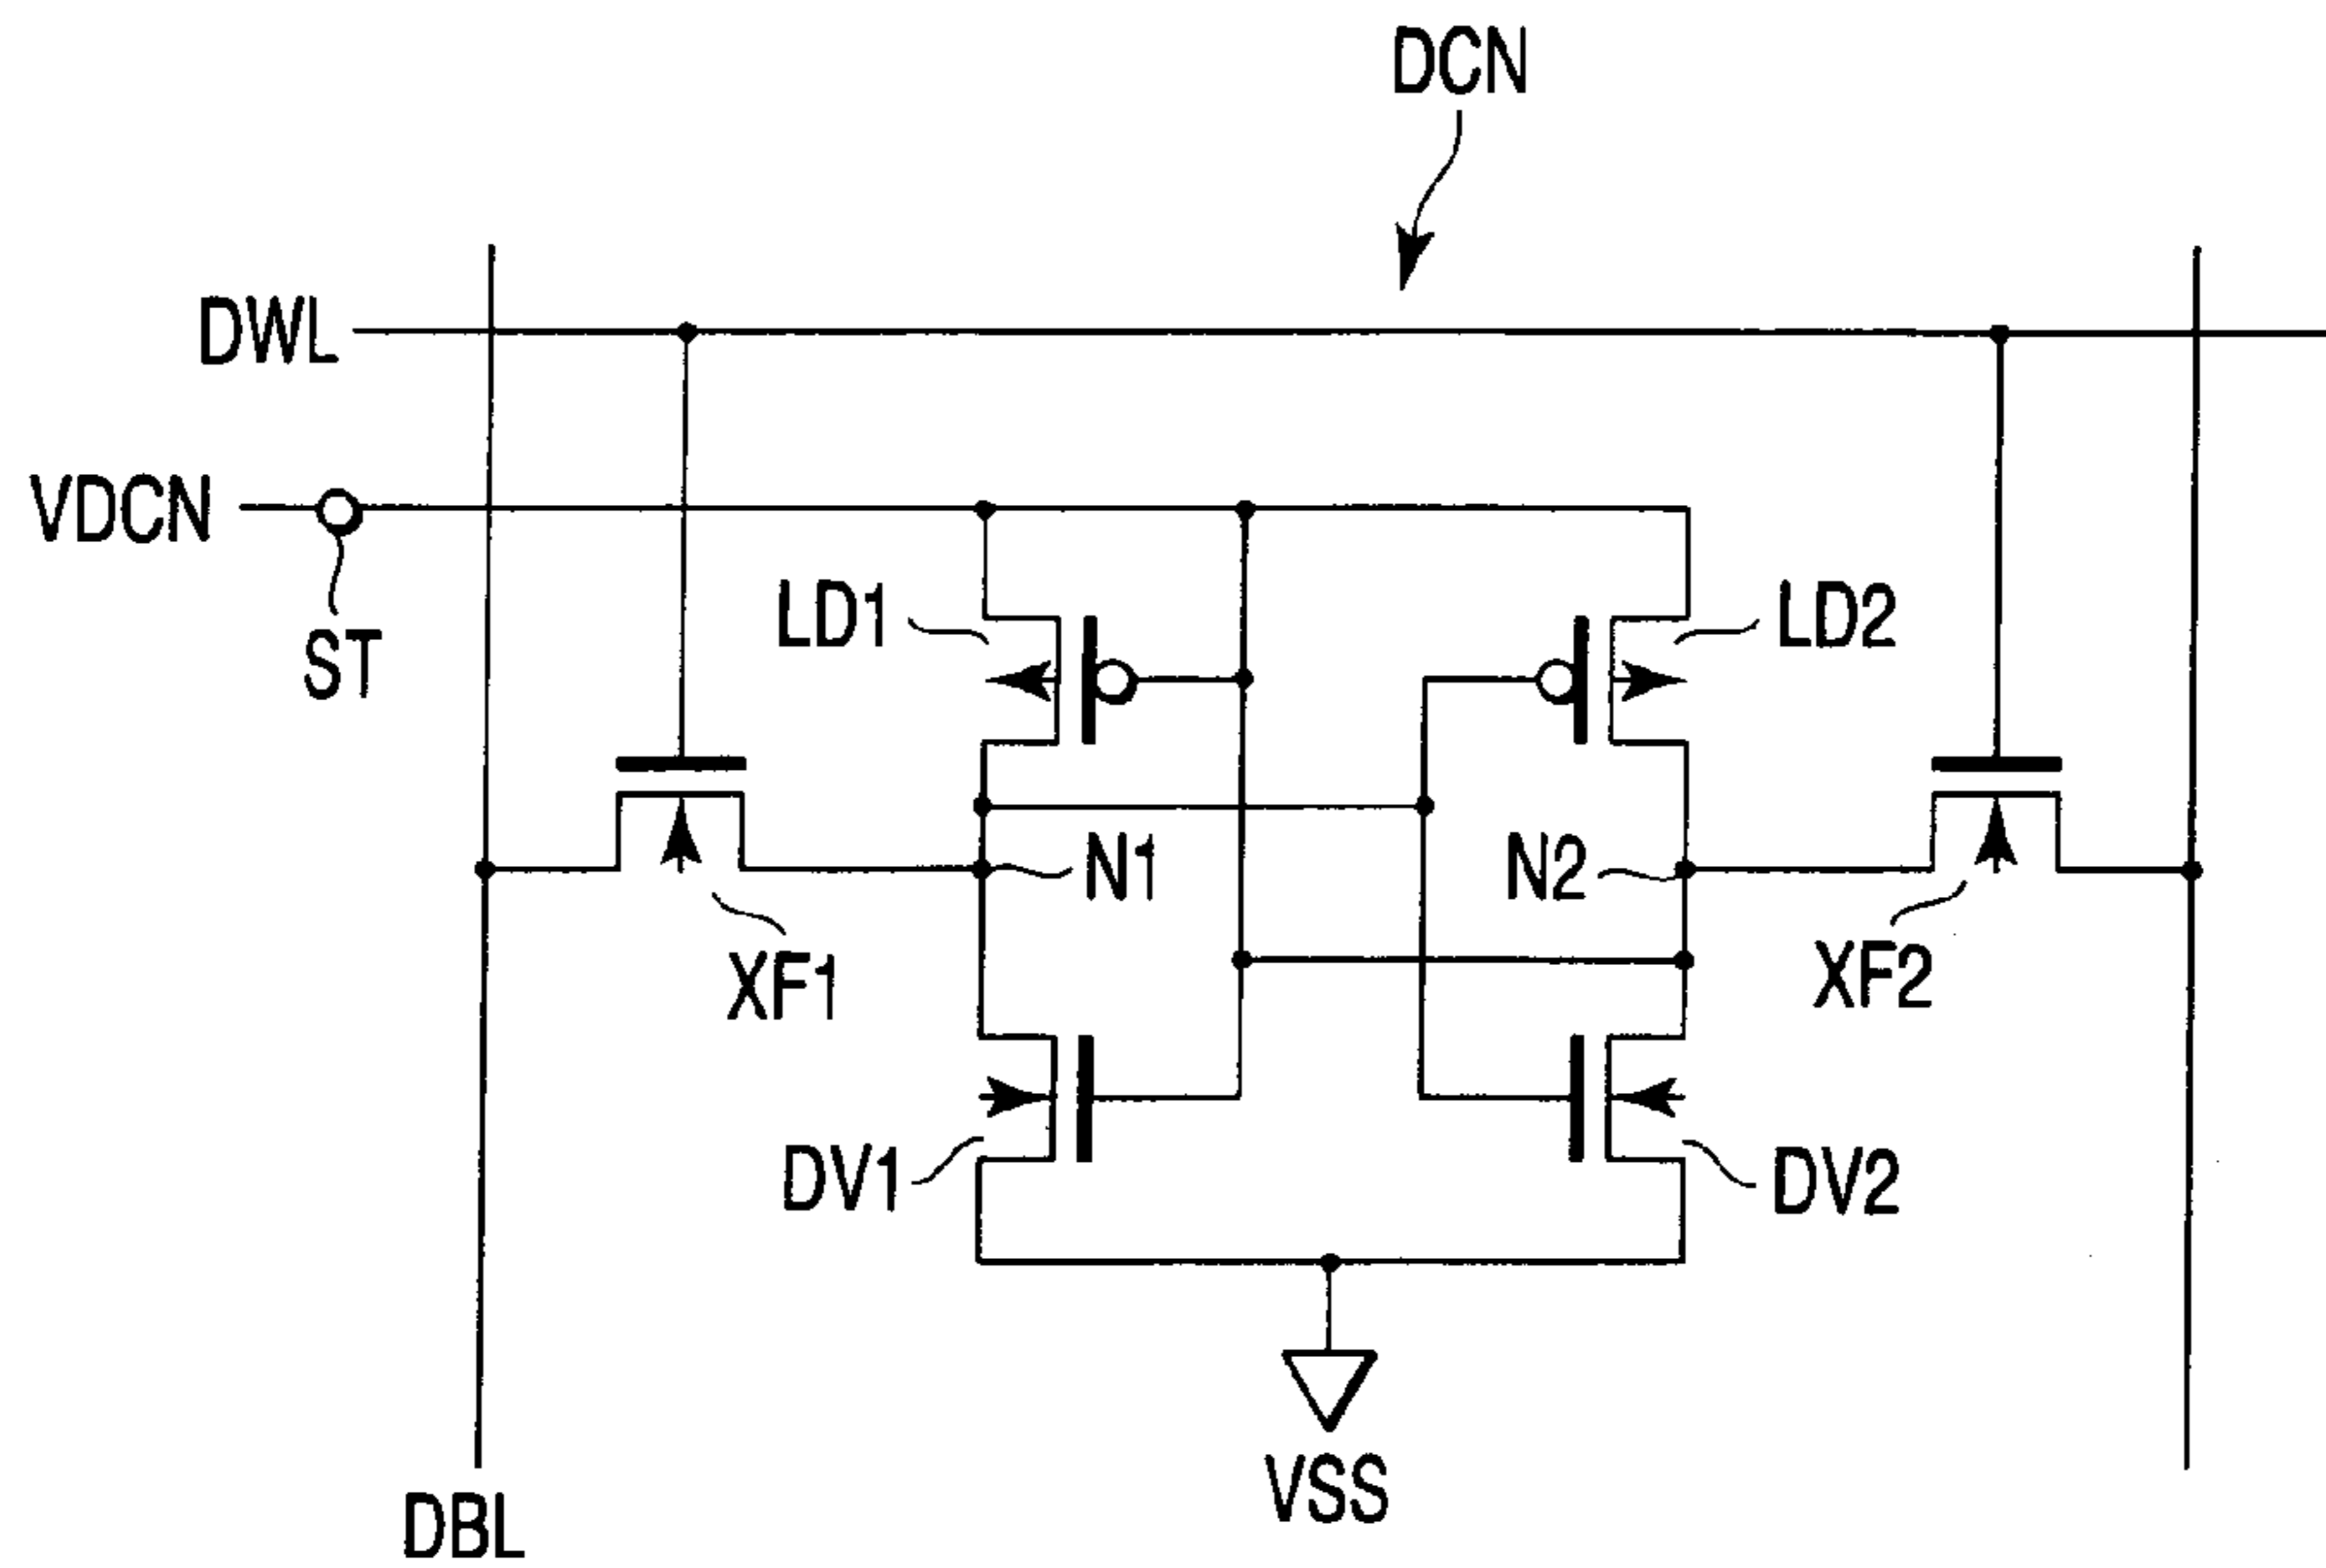 DCN
DWL
VDCN
ST
LD1
LD2
N1
N2
XF1
XF2
DV1
DV2
VSS
DBL